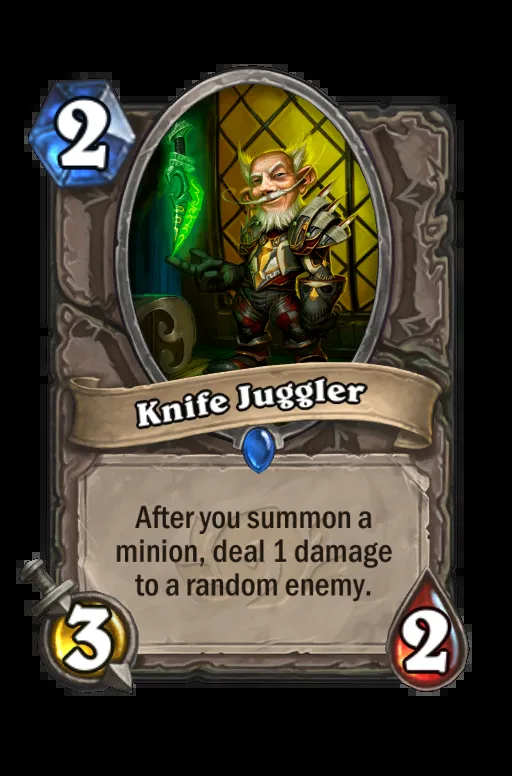 2
Knife Juggler
After you summon a
minion, deal 1 damage
to a random enemy.
3
2